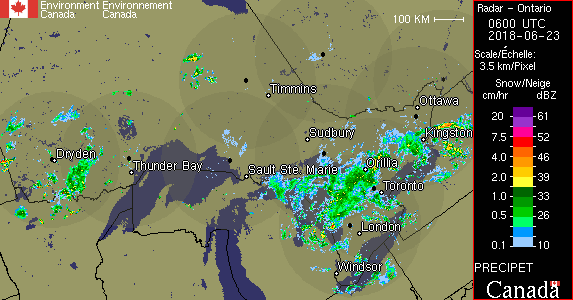 Environment Environnement
Canada Canada
100 KM
Timmins
Ottawa
Sudbury
Kingston
Dryden
Thunder Bay
Sault Ste. Marie
Orillia
Toronto
London
Windsor
Radar - Ontario
0600 UTC
2018-06-23
Scale/Échelle:
3.5 km/Pixel
Snow/Neige
cm/hr dBZ
20 61
7.5 52
4.0 46
2.0 39
1.0 33
0.5 26
0.1 10
PRECIPET
Canada